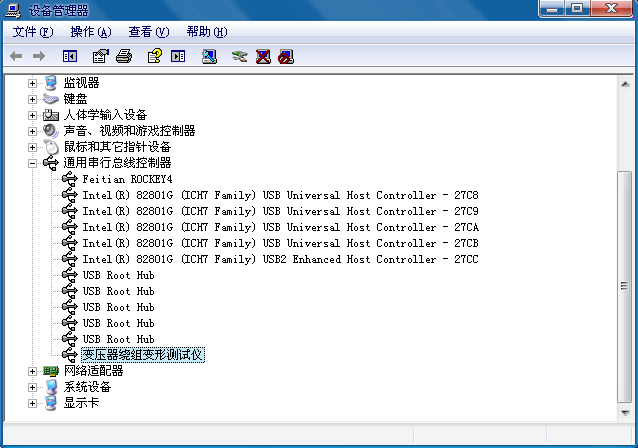 设备管理器
文件(F) 操作(A) 查看(V) 帮助(H)
监视器
键盘
人体学输入设备
声音、视频和游戏控制器
鼠标和其它指针设备
通用串行总线控制器
Feitian ROCKEY4
Intel(R) 82801G (ICH7 Family) USB Universal Host Controller - 27C8
Intel(R) 82801G (ICH7 Family) USB Universal Host Controller - 27C9
Intel(R) 82801G (ICH7 Family) USB Universal Host Controller - 27CA
Intel(R) 82801G (ICH7 Family) USB Universal Host Controller - 27CB
Intel(R) 82801G (ICH7 Family) USB2 Enhanced Host Controller - 27CC
USB Root Hub
USB Root Hub
USB Root Hub
USB Root Hub
USB Root Hub
变压器绕组变形测试仪
网络适配器
系统设备
显示卡